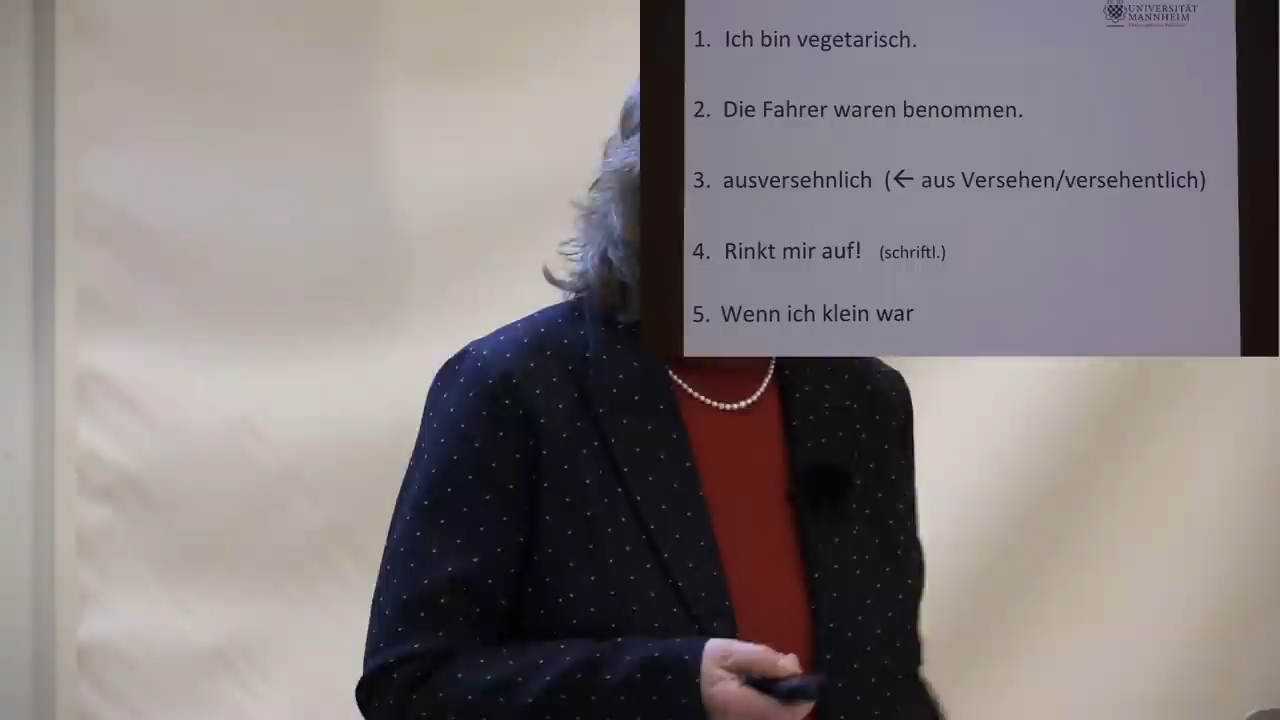 UNIVERSITÄT
MANNHEIM
1. Ich bin vegetarisch.
2. Die Fahrer waren benommen.
3. ausversehnlich (← aus Versehen/versehentlich)
4. Rinkt mir auf! (schriftl.)
5. Wenn ich klein war